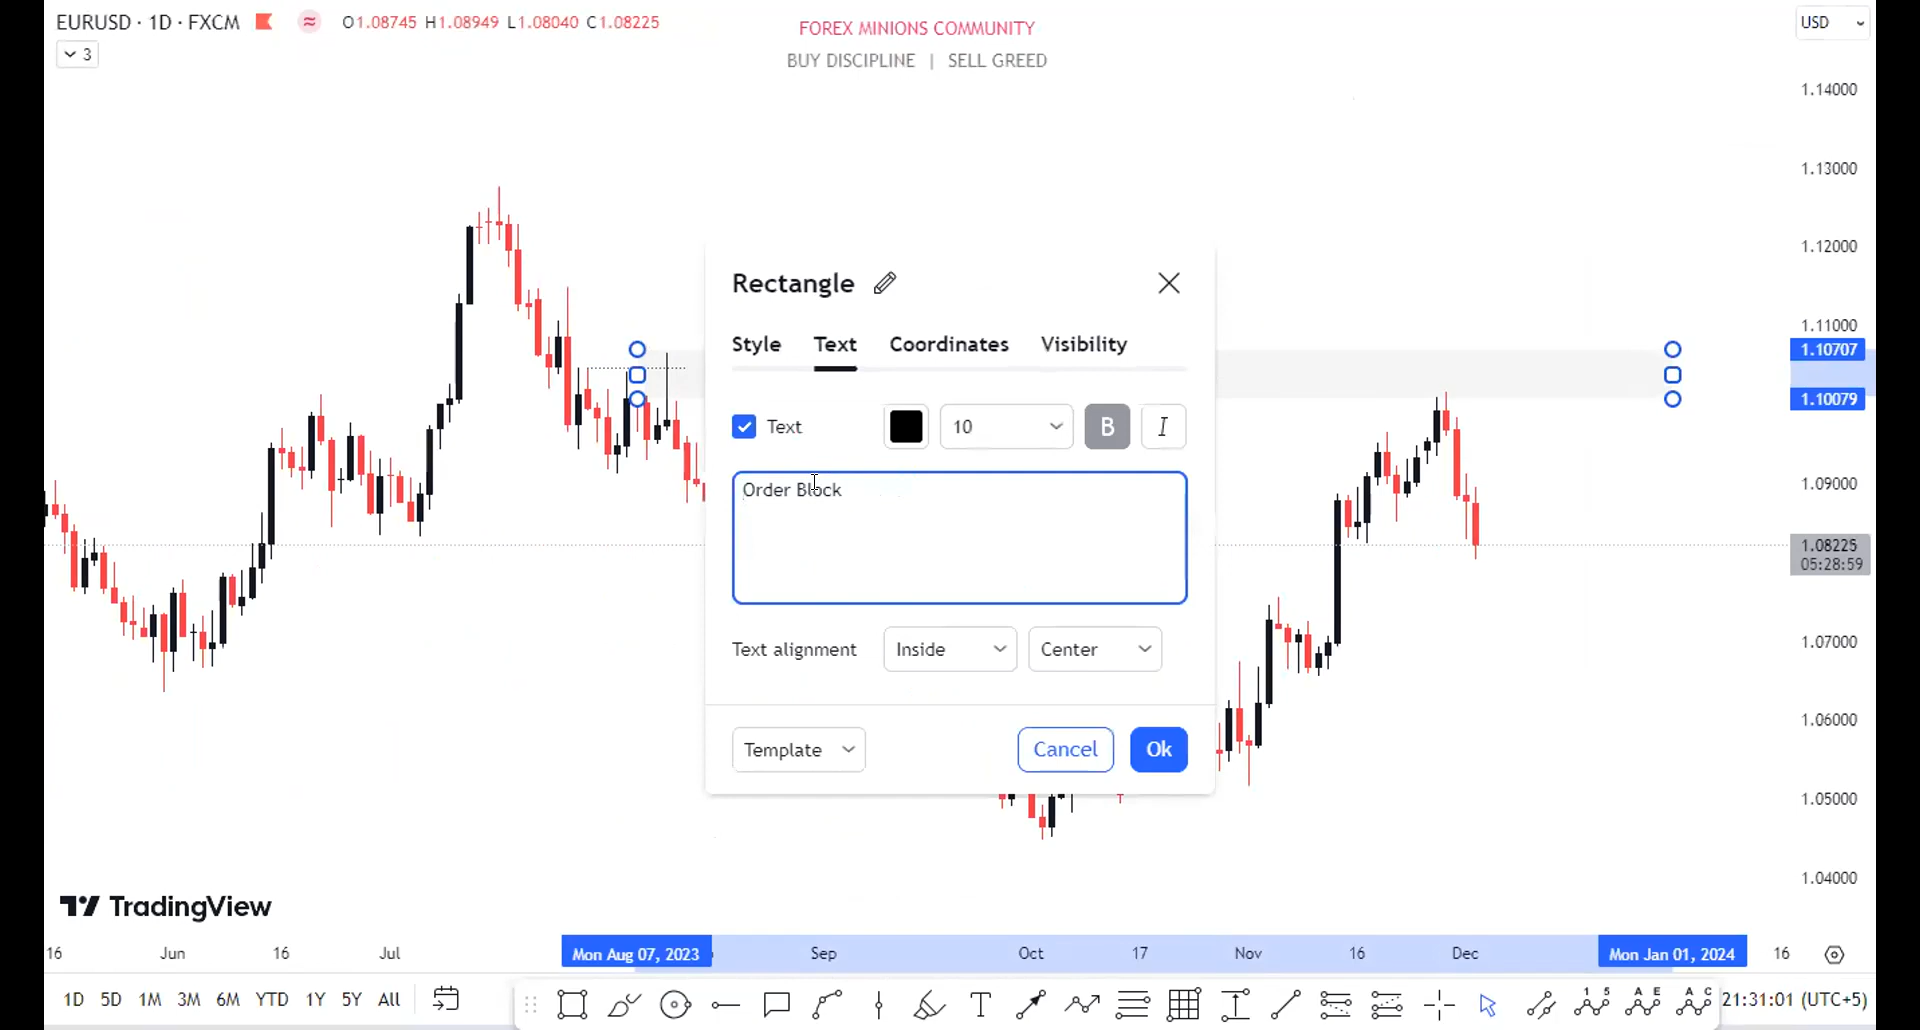 EURUSD · 1D · FXCM O1.08745 H1.08949 L1.08040 C1.08225
3
FOREX MINIONS COMMUNITY
BUY DISCIPLINE | SELL GREED
USD
1.14000
1.13000
1.12000
1.11000
1.10707
1.10079
1.09000
1.08225
05:28:59
1.07000
1.06000
1.05000
1.04000
Rectangle
Style Text Coordinates Visibility
Text 10 B I
Order Block
Text alignment Inside Center
Template Cancel Ok
TradingView
16 Jun 16 Jul Mon Aug 07, 2023 Sep Oct 17 Nov 16 Dec Mon Jan 01, 2024 16
1D 5D 1M 3M 6M YTD 1Y 5Y All T 1 5 A E A C 21:31:01 (UTC+5)